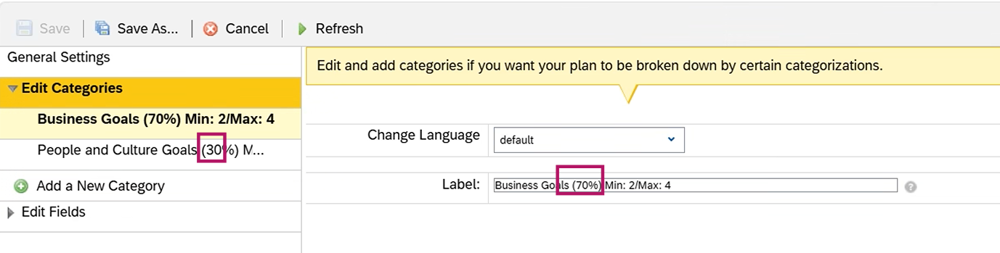 Save Save As... Cancel Refresh
General Settings
Edit and add categories if you want your plan to be broken down by certain categorizations.
Edit Categories
Business Goals (70%) Min: 2/Max: 4
Change Language default
People and Culture Goals (30%) M...
Add a New Category
Label: Business Goals (70%) Min: 2/Max: 4 ?
Edit Fields